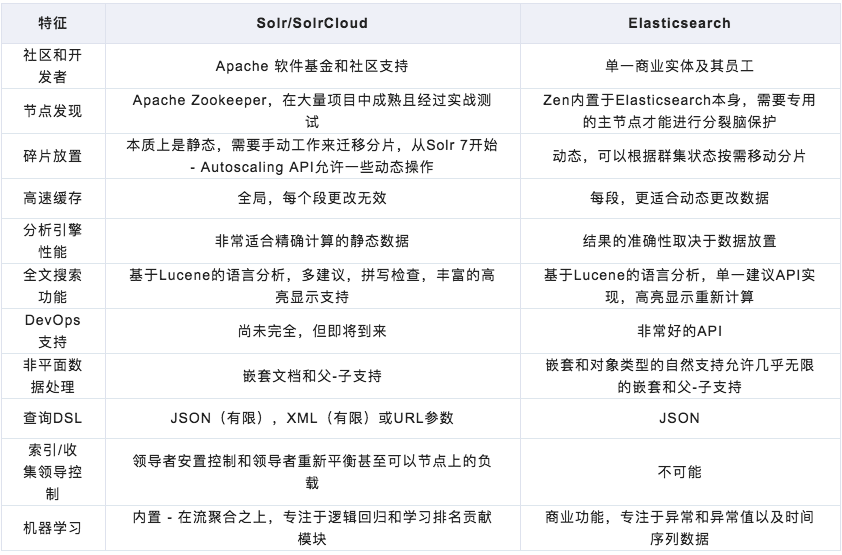 特征 Solr/SolrCloud Elasticsearch
社区和开
发者
Apache 软件基金和社区支持
单一商业实体及其员工
节点发现
Apache Zookeeper，在大量项目中成熟且经过实战测
试
Zen内置于Elasticsearch本身，需要专用
的主节点才能进行分裂脑保护
碎片放置
本质上是静态，需要手动工作来迁移分片，从Solr 7开始
- Autoscaling API允许一些动态操作
动态，可以根据群集状态按需移动分片
高速缓存
全局，每个段更改无效
每段，更适合动态更改数据
分析引擎
性能
非常适合精确计算的静态数据
结果的准确性取决于数据放置
全文搜索
功能
基于Lucene的语言分析，多建议，拼写检查，丰富的高
亮显示支持
基于Lucene的语言分析，单一建议API实
现，高亮显示重新计算
DevOps
支持
尚未完全，但即将到来
非常好的API
非平面数
据处理
嵌套文档和父-子支持
嵌套和对象类型的自然支持允许几乎无限
的嵌套和父-子支持
查询DSL
JSON（有限），XML（有限）或URL参数
JSON
索引/收
集领导控
制
领导者安置控制和领导者重新平衡甚至可以节点上的负
载
不可能
机器学习
内置 - 在流聚合之上，专注于逻辑回归和学习排名贡献
模块
商业功能，专注于异常和异常值以及时间
序列数据